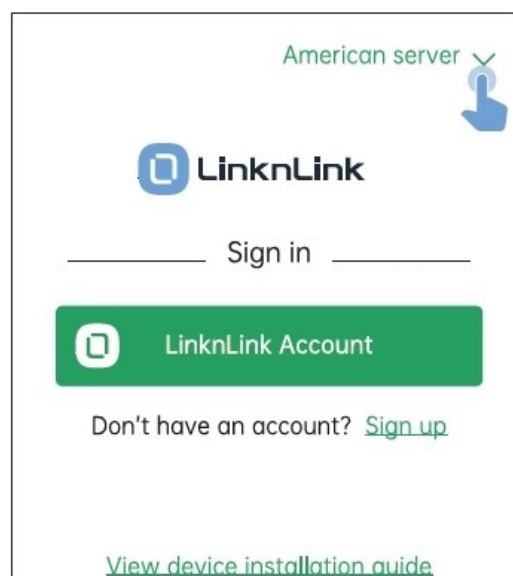 American server
LinknLink
Sign in
LinknLink Account
Don't have an account? Sign up
View device installation guide